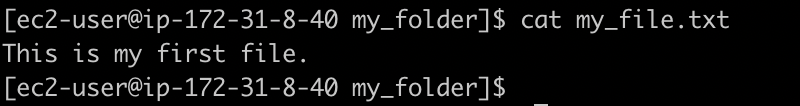 [ec2-user@ip-172-31-8-40 my_folder]$ cat my_file.txt
This is my first file.
[ec2-user@ip-172-31-8-40 my_folder]$